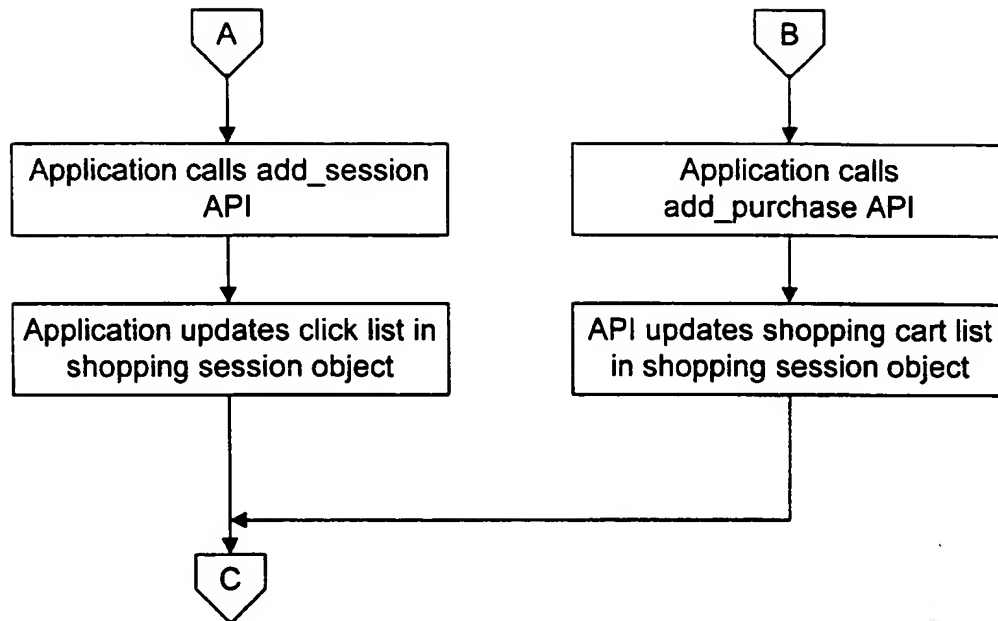 A
B
Application calls add_session
API
Application calls
add_purchase API
Application updates click list in
shopping session object
API updates shopping cart list
in shopping session object
C